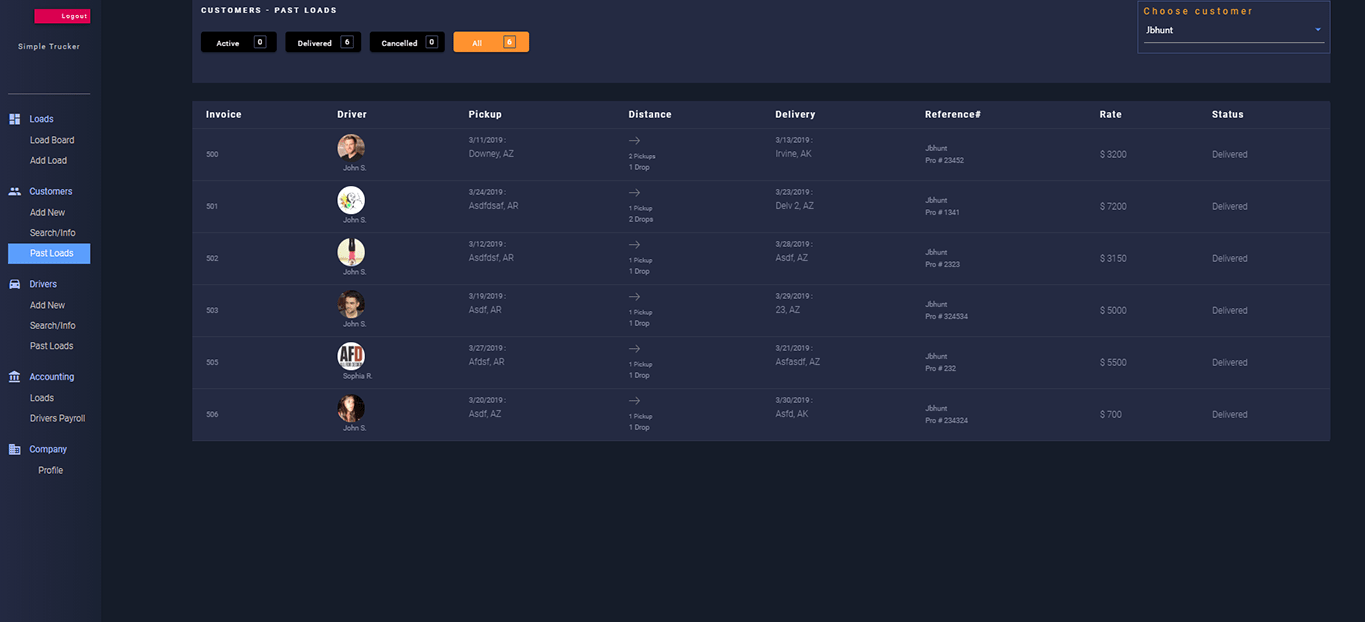 Logout
Simple Trucker
Loads
Load Board
Add Load
Customers
Add New
Search/Info
Past Loads
Drivers
Add New
Search/Info
Past Loads
Accounting
Loads
Drivers Payroll
Company
Profile
CUSTOMERS - PAST LOADS
Active 0 Delivered 6 Cancelled 0 All 6
Choose customer
Jbhunt
Invoice Driver Pickup Distance Delivery Reference# Rate Status
3/11/2019 : 3/13/2019 :
500 Downey, AZ 2 Pickups Irvine, AK Jbhunt $ 3200 Delivered
John S. 1 Drop Pro # 23452
3/24/2019 : 3/23/2019 :
501 Asdfdsaf, AR 1 Pickup Delv 2, AZ Jbhunt $ 7200 Delivered
John S. 2 Drops Pro # 1341
3/12/2019 : 3/28/2019 :
502 Asdfdsf, AR 1 Pickup Asdf, AZ Jbhunt $ 3150 Delivered
John S. 1 Drop Pro # 2323
3/19/2019 : 3/29/2019 :
503 Asdf, AR 1 Pickup 23, AZ Jbhunt $ 5000 Delivered
John S. 1 Drop Pro # 324534
3/27/2019 : 3/21/2019 :
505 AFD Afdsf, AR 1 Pickup Asfasdf, AZ Jbhunt $ 5500 Delivered
Sophia R. 1 Drop Pro # 232
3/20/2019 : 3/30/2019 :
506 Asdf, AZ 1 Pickup Asfd, AK Jbhunt $ 700 Delivered
John S. 1 Drop Pro # 234324